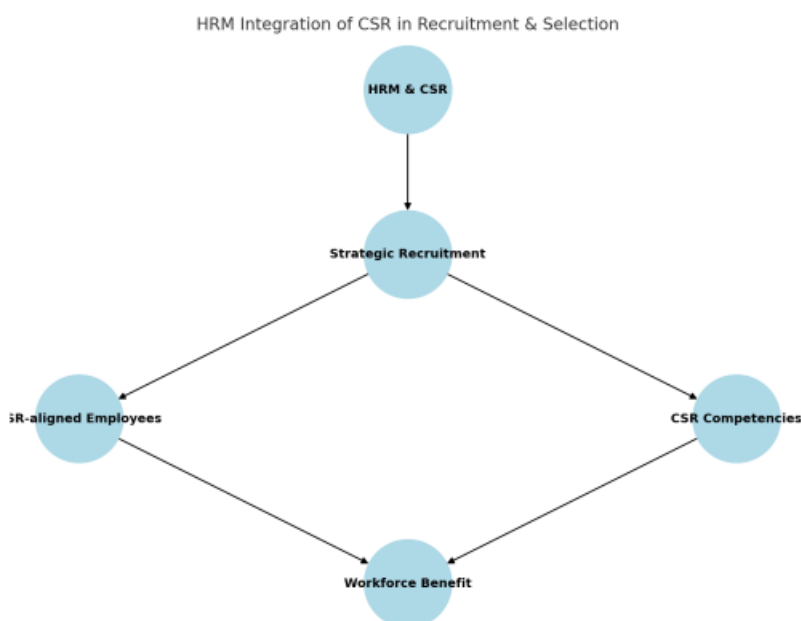 HRM Integration of CSR in Recruitment & Selection
HRM & CSR
Strategic Recruitment
SR-aligned Employees
CSR Competencies
Workforce Benefit